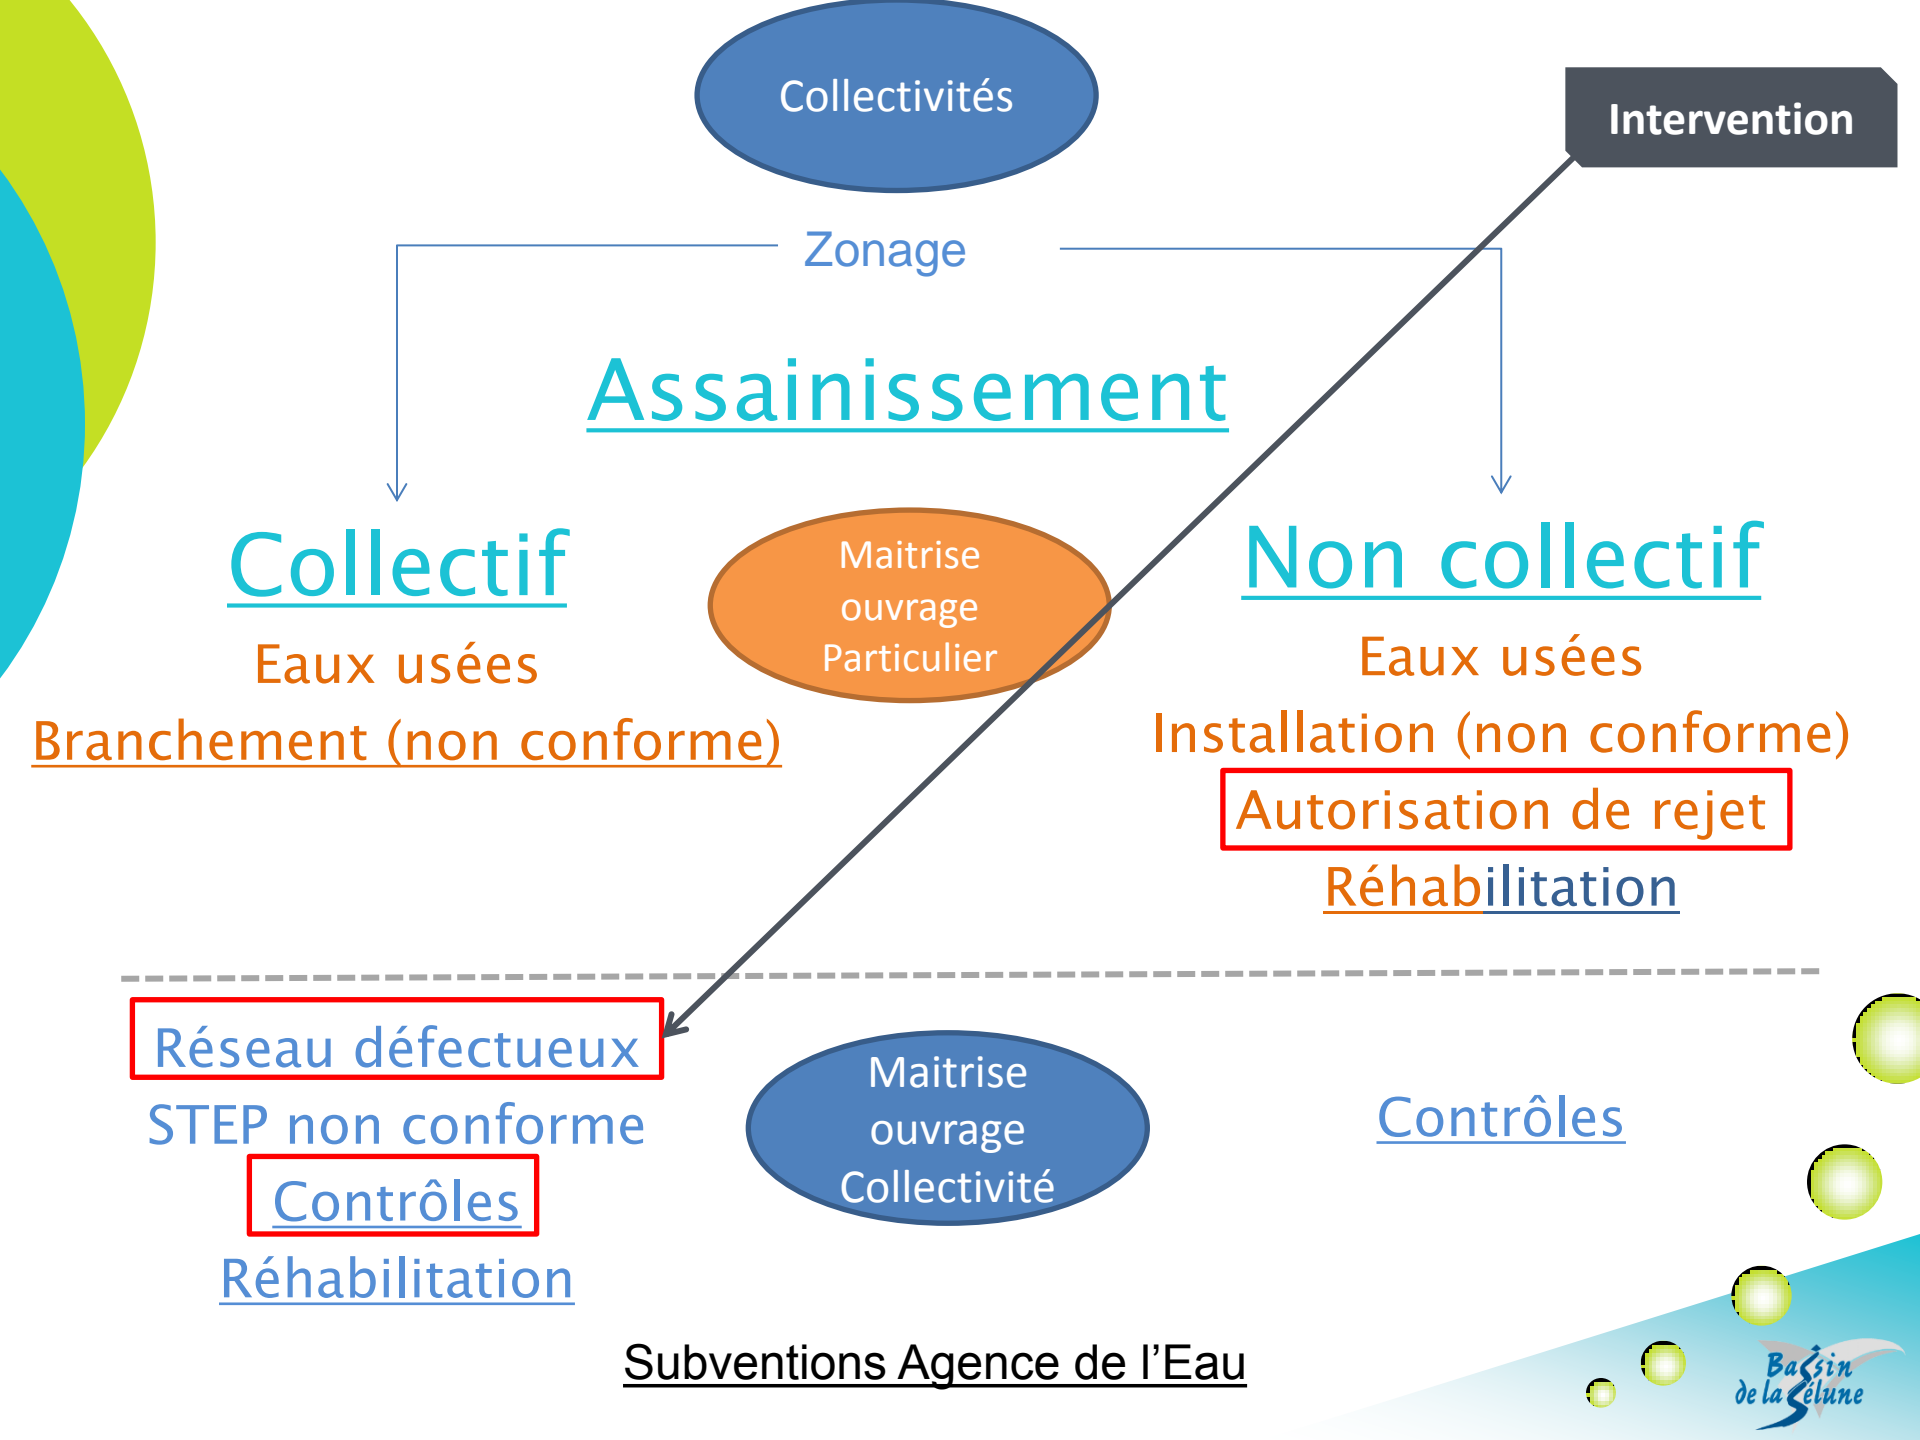 Collectivités
Intervention
Zonage
Assainissement
Collectif
Eaux usées
Branchement (non conforme)
Maitrise
ouvrage
Particulier
Non collectif
Eaux usées
Installation (non conforme)
Autorisation de rejet
Réhabilitation
Réseau défectueux
STEP non conforme
Contrôles
Réhabilitation
Maitrise
ouvrage
Collectivité
Contrôles
Subventions Agence de l’Eau
Bassin
de la Sélune